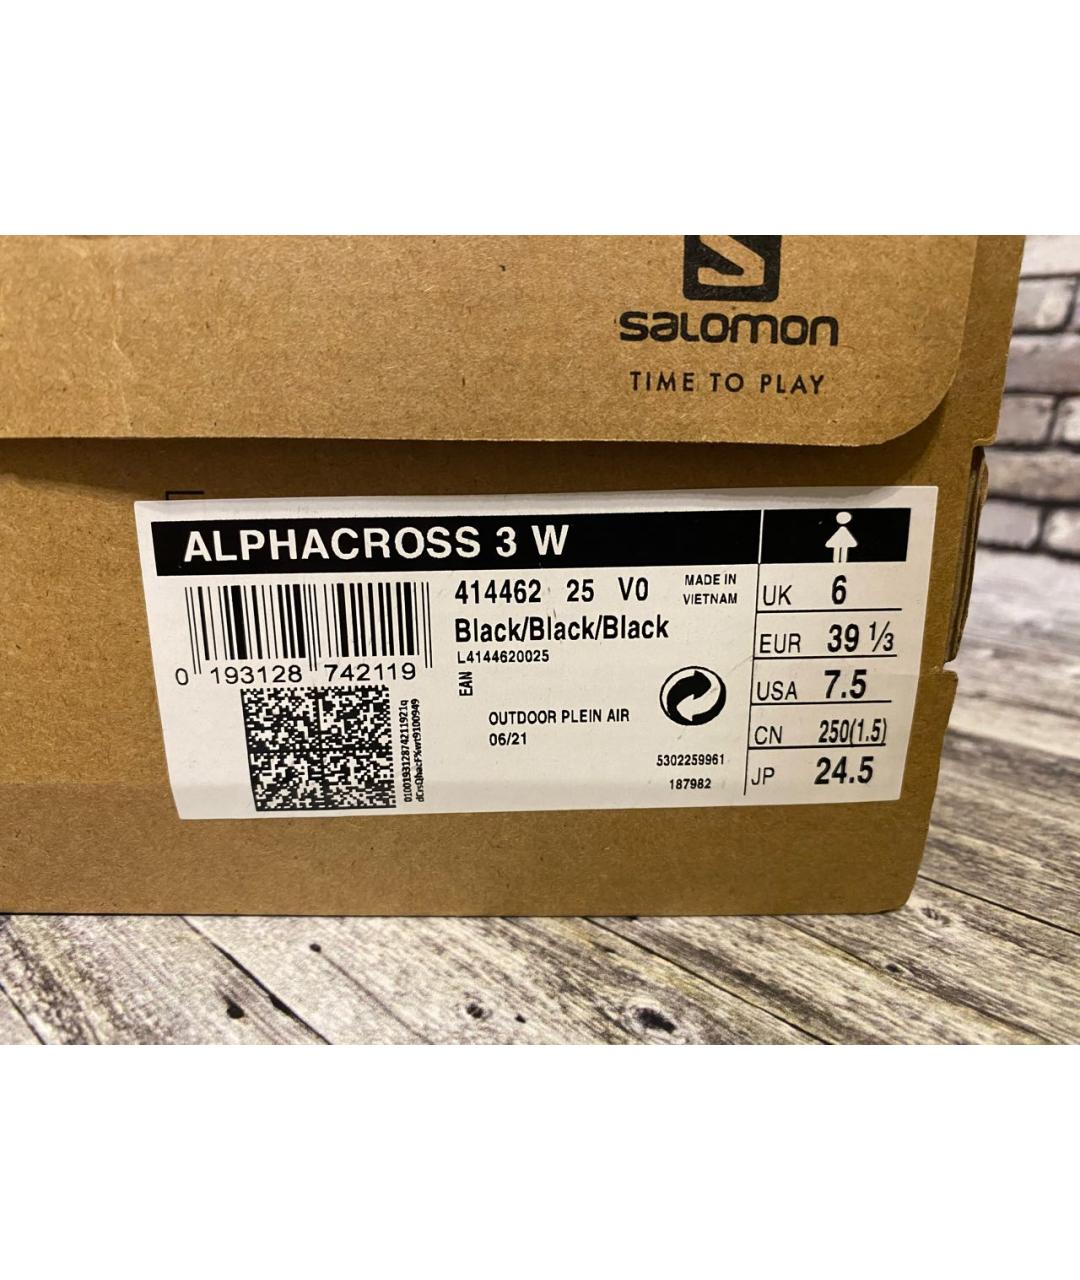 S
SALOMON
TIME TO PLAY
ALPHACROSS 3 W
414462 25 V0
MADE IN
VIETNAM
Black/Black/Black
L4144620025
0 193128 742119
EAN
OUTDOOR PLEIN AIR
06/21
5302259961
187982
UK 6
EUR 39 1/3
USA 7.5
CN 250(1.5)
JP 24.5